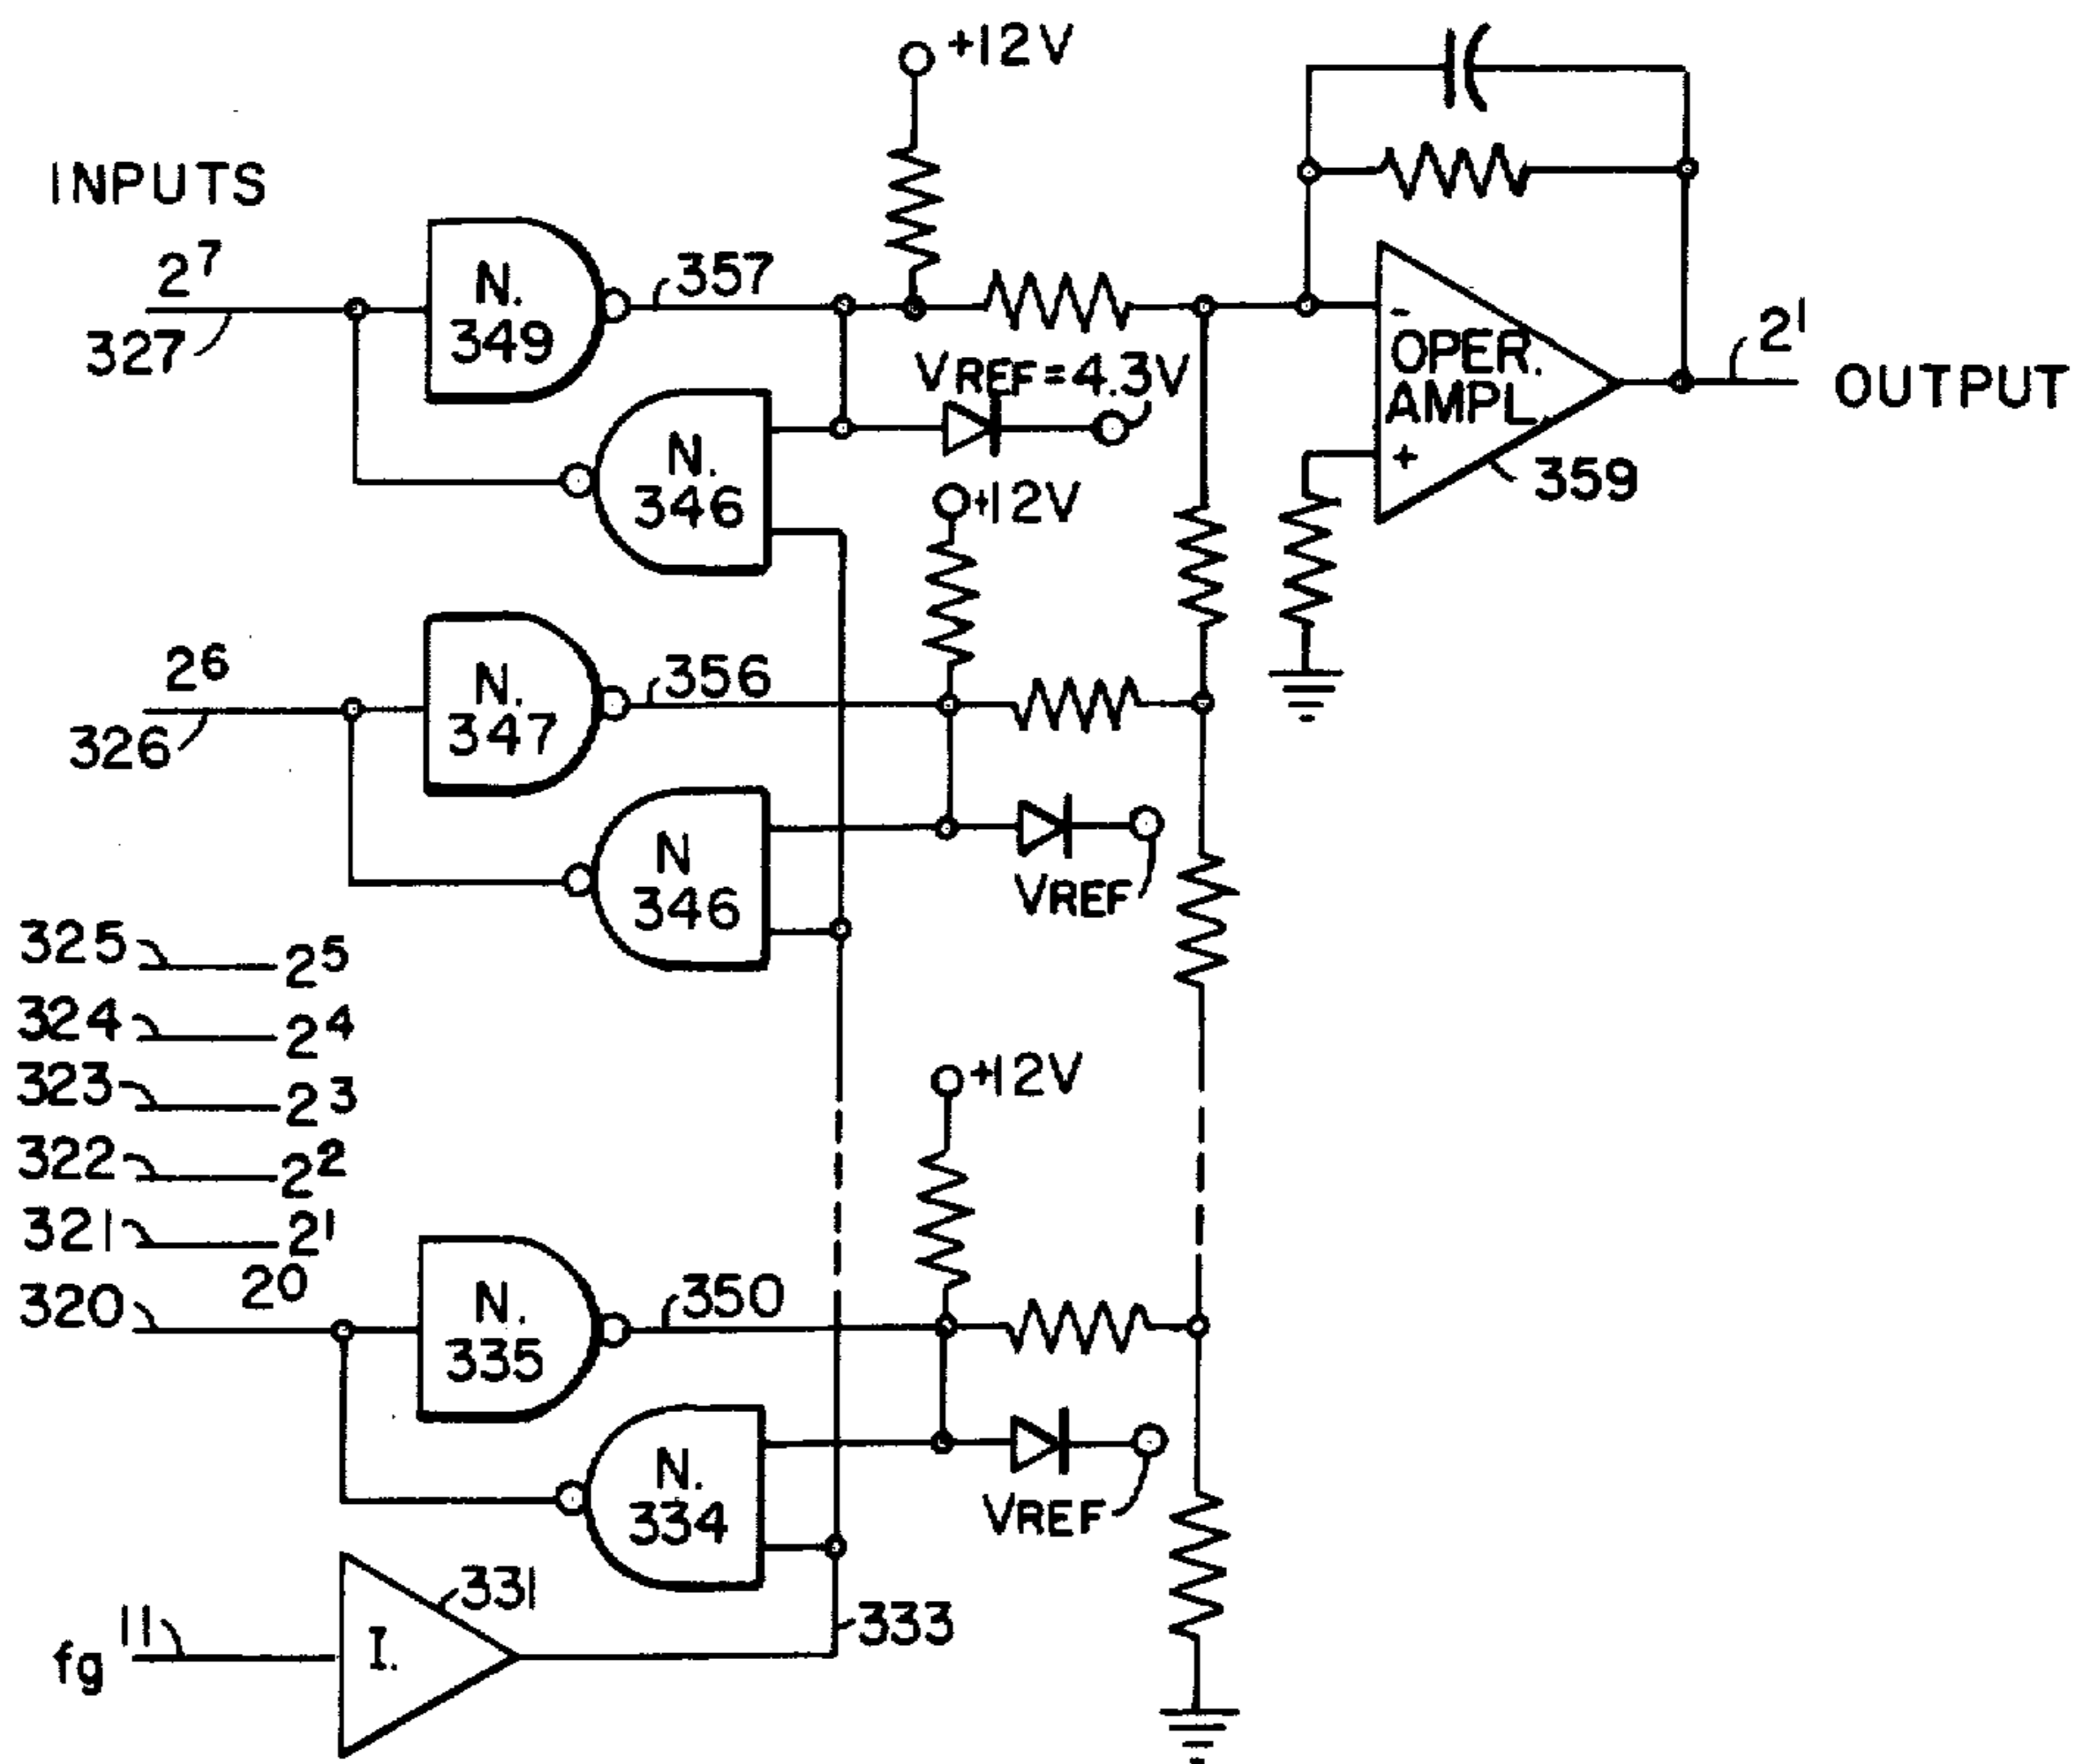 +12V
INPUTS
2⁷
327
N.
349
357
VREF=4.3V
-
OPER.
AMPL.
+
359
2¹
OUTPUT
N.
346
+12V
2⁶
326
N.
347
356
N
346
VREF
325 2⁵
324 2⁴
323 2³
322 2²
321 2¹
320 2⁰
+12V
N.
335
350
N.
334
VREF
fg 11
I.
331
333